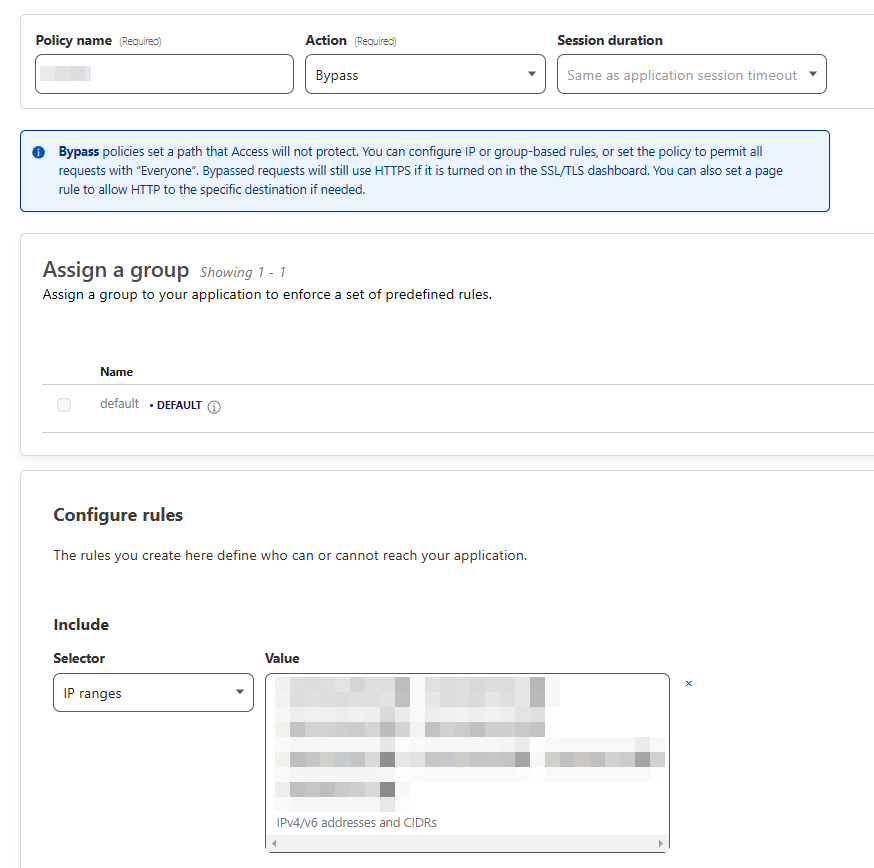 Policy name (Required)
Action (Required)
Session duration
Bypass
Same as application session timeout
Bypass policies set a path that Access will not protect. You can configure IP or group-based rules, or set the policy to permit all
requests with “Everyone”. Bypassed requests will still use HTTPS if it is turned on in the SSL/TLS dashboard. You can also set a page
rule to allow HTTP to the specific destination if needed.
Assign a group Showing 1 - 1
Assign a group to your application to enforce a set of predefined rules.
Name
default • DEFAULT
Configure rules
The rules you create here define who can or cannot reach your application.
Include
Selector
Value
IP ranges
IPv4/v6 addresses and CIDRs